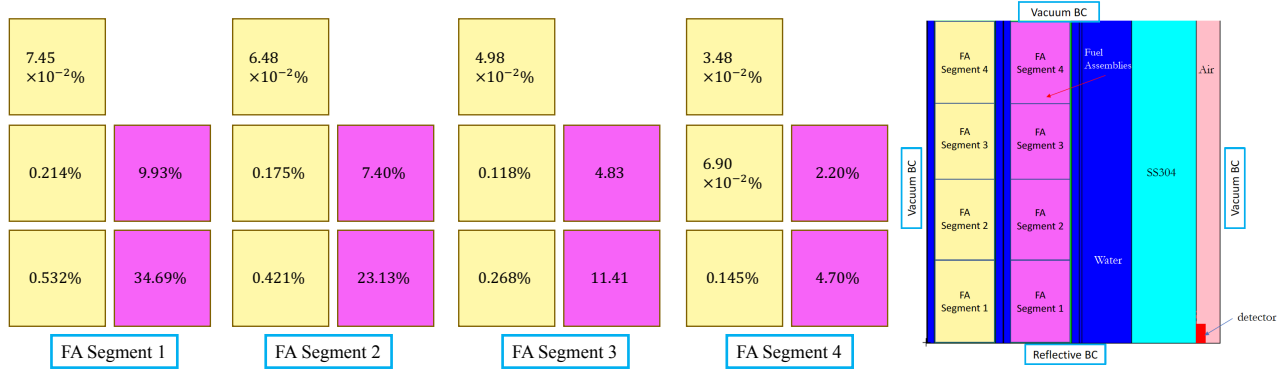 7.45
×10⁻²%
0.214%
9.93%
0.532%
34.69%
FA Segment 1
6.48
×10⁻²%
0.175%
7.40%
0.421%
23.13%
FA Segment 2
4.98
×10⁻²%
0.118%
4.83
0.268%
11.41
FA Segment 3
3.48
×10⁻²%
6.90
×10⁻²%
2.20%
0.145%
4.70%
FA Segment 4
Vacuum BC
Vacuum BC
FA
Segment 4
FA
Segment 4
Fuel
Assemblies
Air
FA
Segment 3
FA
Segment 3
SS304
FA
Segment 2
FA
Segment 2
Water
FA
Segment 1
FA
Segment 1
Vacuum BC
detector
Reflective BC